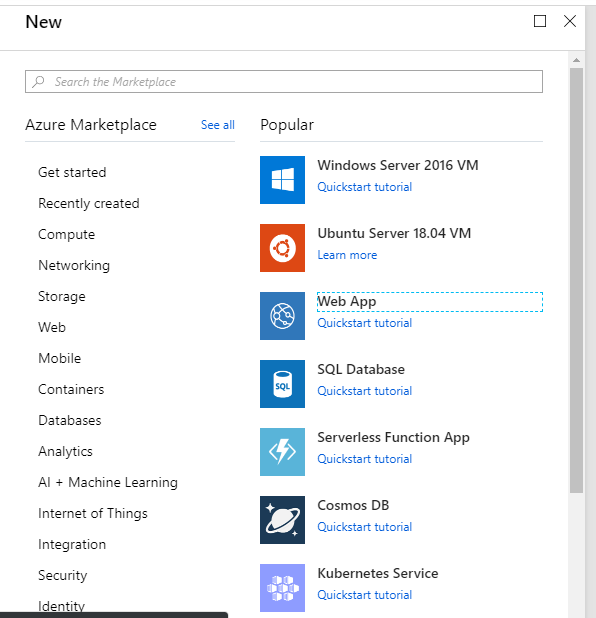 New
Search the Marketplace
Azure Marketplace
See all
Popular
Get started
Recently created
Compute
Networking
Storage
Web
Mobile
Containers
Databases
Analytics
AI + Machine Learning
Internet of Things
Integration
Security
Identity
Windows Server 2016 VM
Quickstart tutorial
Ubuntu Server 18.04 VM
Learn more
Web App
Quickstart tutorial
SQL
SQL Database
Quickstart tutorial
Serverless Function App
Quickstart tutorial
Cosmos DB
Quickstart tutorial
Kubernetes Service
Quickstart tutorial